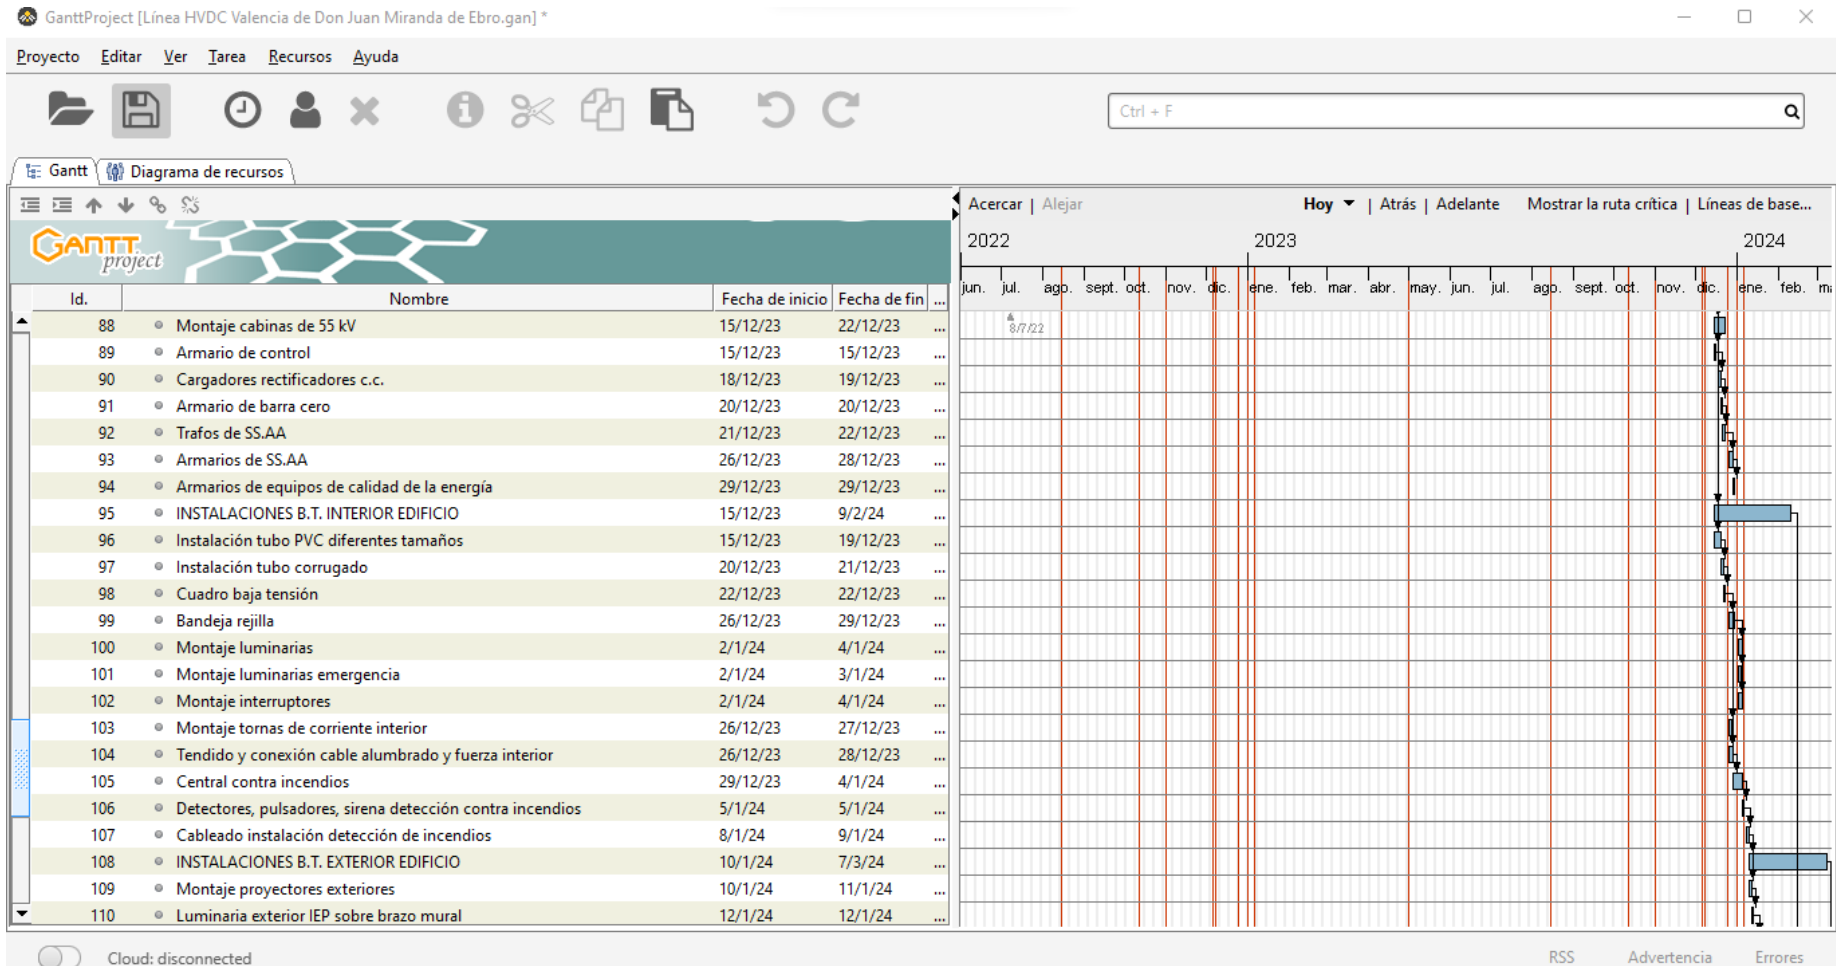 GanttProject [Línea HVDC Valencia de Don Juan Miranda de Ebro.gan] *
Proyecto Editar Ver Tarea Recursos Ayuda
Ctrl + F
Gantt Diagrama de recursos
Acercar | Alejar Hoy | Atrás | Adelante Mostrar la ruta crítica | Líneas de base...
GANTT project
2022 2023 2024
jun. jul. ago. sept. oct. nov. dic. ene. feb. mar. abr. may. jun. jul. ago. sept. oct. nov. dic. ene. feb.
Id. Nombre Fecha de inicio Fecha de fin ...
8/7/22
88 Montaje cabinas de 55 kV 15/12/23 22/12/23 ...
89 Armario de control 15/12/23 15/12/23 ...
90 Cargadores rectificadores c.c. 18/12/23 19/12/23 ...
91 Armario de barra cero 20/12/23 20/12/23 ...
92 Trafos de SS.AA 21/12/23 22/12/23 ...
93 Armarios de SS.AA 26/12/23 28/12/23 ...
94 Armarios de equipos de calidad de la energía 29/12/23 29/12/23 ...
95 INSTALACIONES B.T. INTERIOR EDIFICIO 15/12/23 9/2/24 ...
96 Instalación tubo PVC diferentes tamaños 15/12/23 19/12/23 ...
97 Instalación tubo corrugado 20/12/23 21/12/23 ...
98 Cuadro baja tensión 22/12/23 22/12/23 ...
99 Bandeja rejilla 26/12/23 29/12/23 ...
100 Montaje luminarias 2/1/24 4/1/24 ...
101 Montaje luminarias emergencia 2/1/24 3/1/24 ...
102 Montaje interruptores 2/1/24 4/1/24 ...
103 Montaje tornas de corriente interior 26/12/23 27/12/23 ...
104 Tendido y conexión cable alumbrado y fuerza interior 26/12/23 28/12/23 ...
105 Central contra incendios 29/12/23 4/1/24 ...
106 Detectores, pulsadores, sirena detección contra incendios 5/1/24 5/1/24 ...
107 Cableado instalación detección de incendios 8/1/24 9/1/24 ...
108 INSTALACIONES B.T. EXTERIOR EDIFICIO 10/1/24 7/3/24 ...
109 Montaje proyectores exteriores 10/1/24 11/1/24 ...
110 Luminaria exterior IEP sobre brazo mural 12/1/24 12/1/24 ...
Cloud: disconnected RSS Advertencia Errores